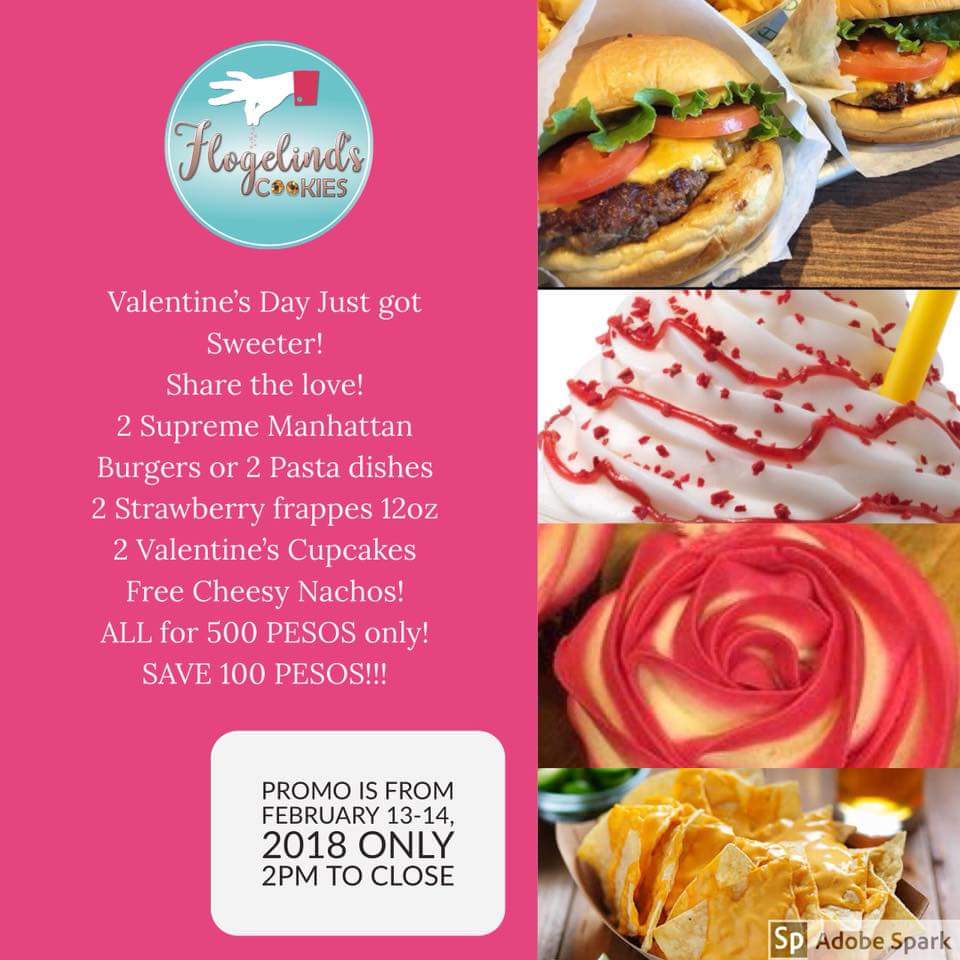 Flogelind's
COOKIES
Valentine's Day Just got
Sweeter!
Share the love!
2 Supreme Manhattan
Burgers or 2 Pasta dishes
2 Strawberry frappes 12oz
2 Valentine's Cupcakes
Free Cheesy Nachos!
ALL for 500 PESOS only!
SAVE 100 PESOS!!!
PROMO IS FROM
FEBRUARY 13-14,
2018 ONLY
2PM TO CLOSE
Sp Adobe Spark